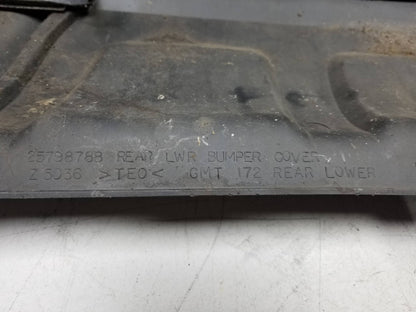 25798788 REAR LWR BUMPER COVER
Z 5036 >TEO< GMT 172 REAR LOWER